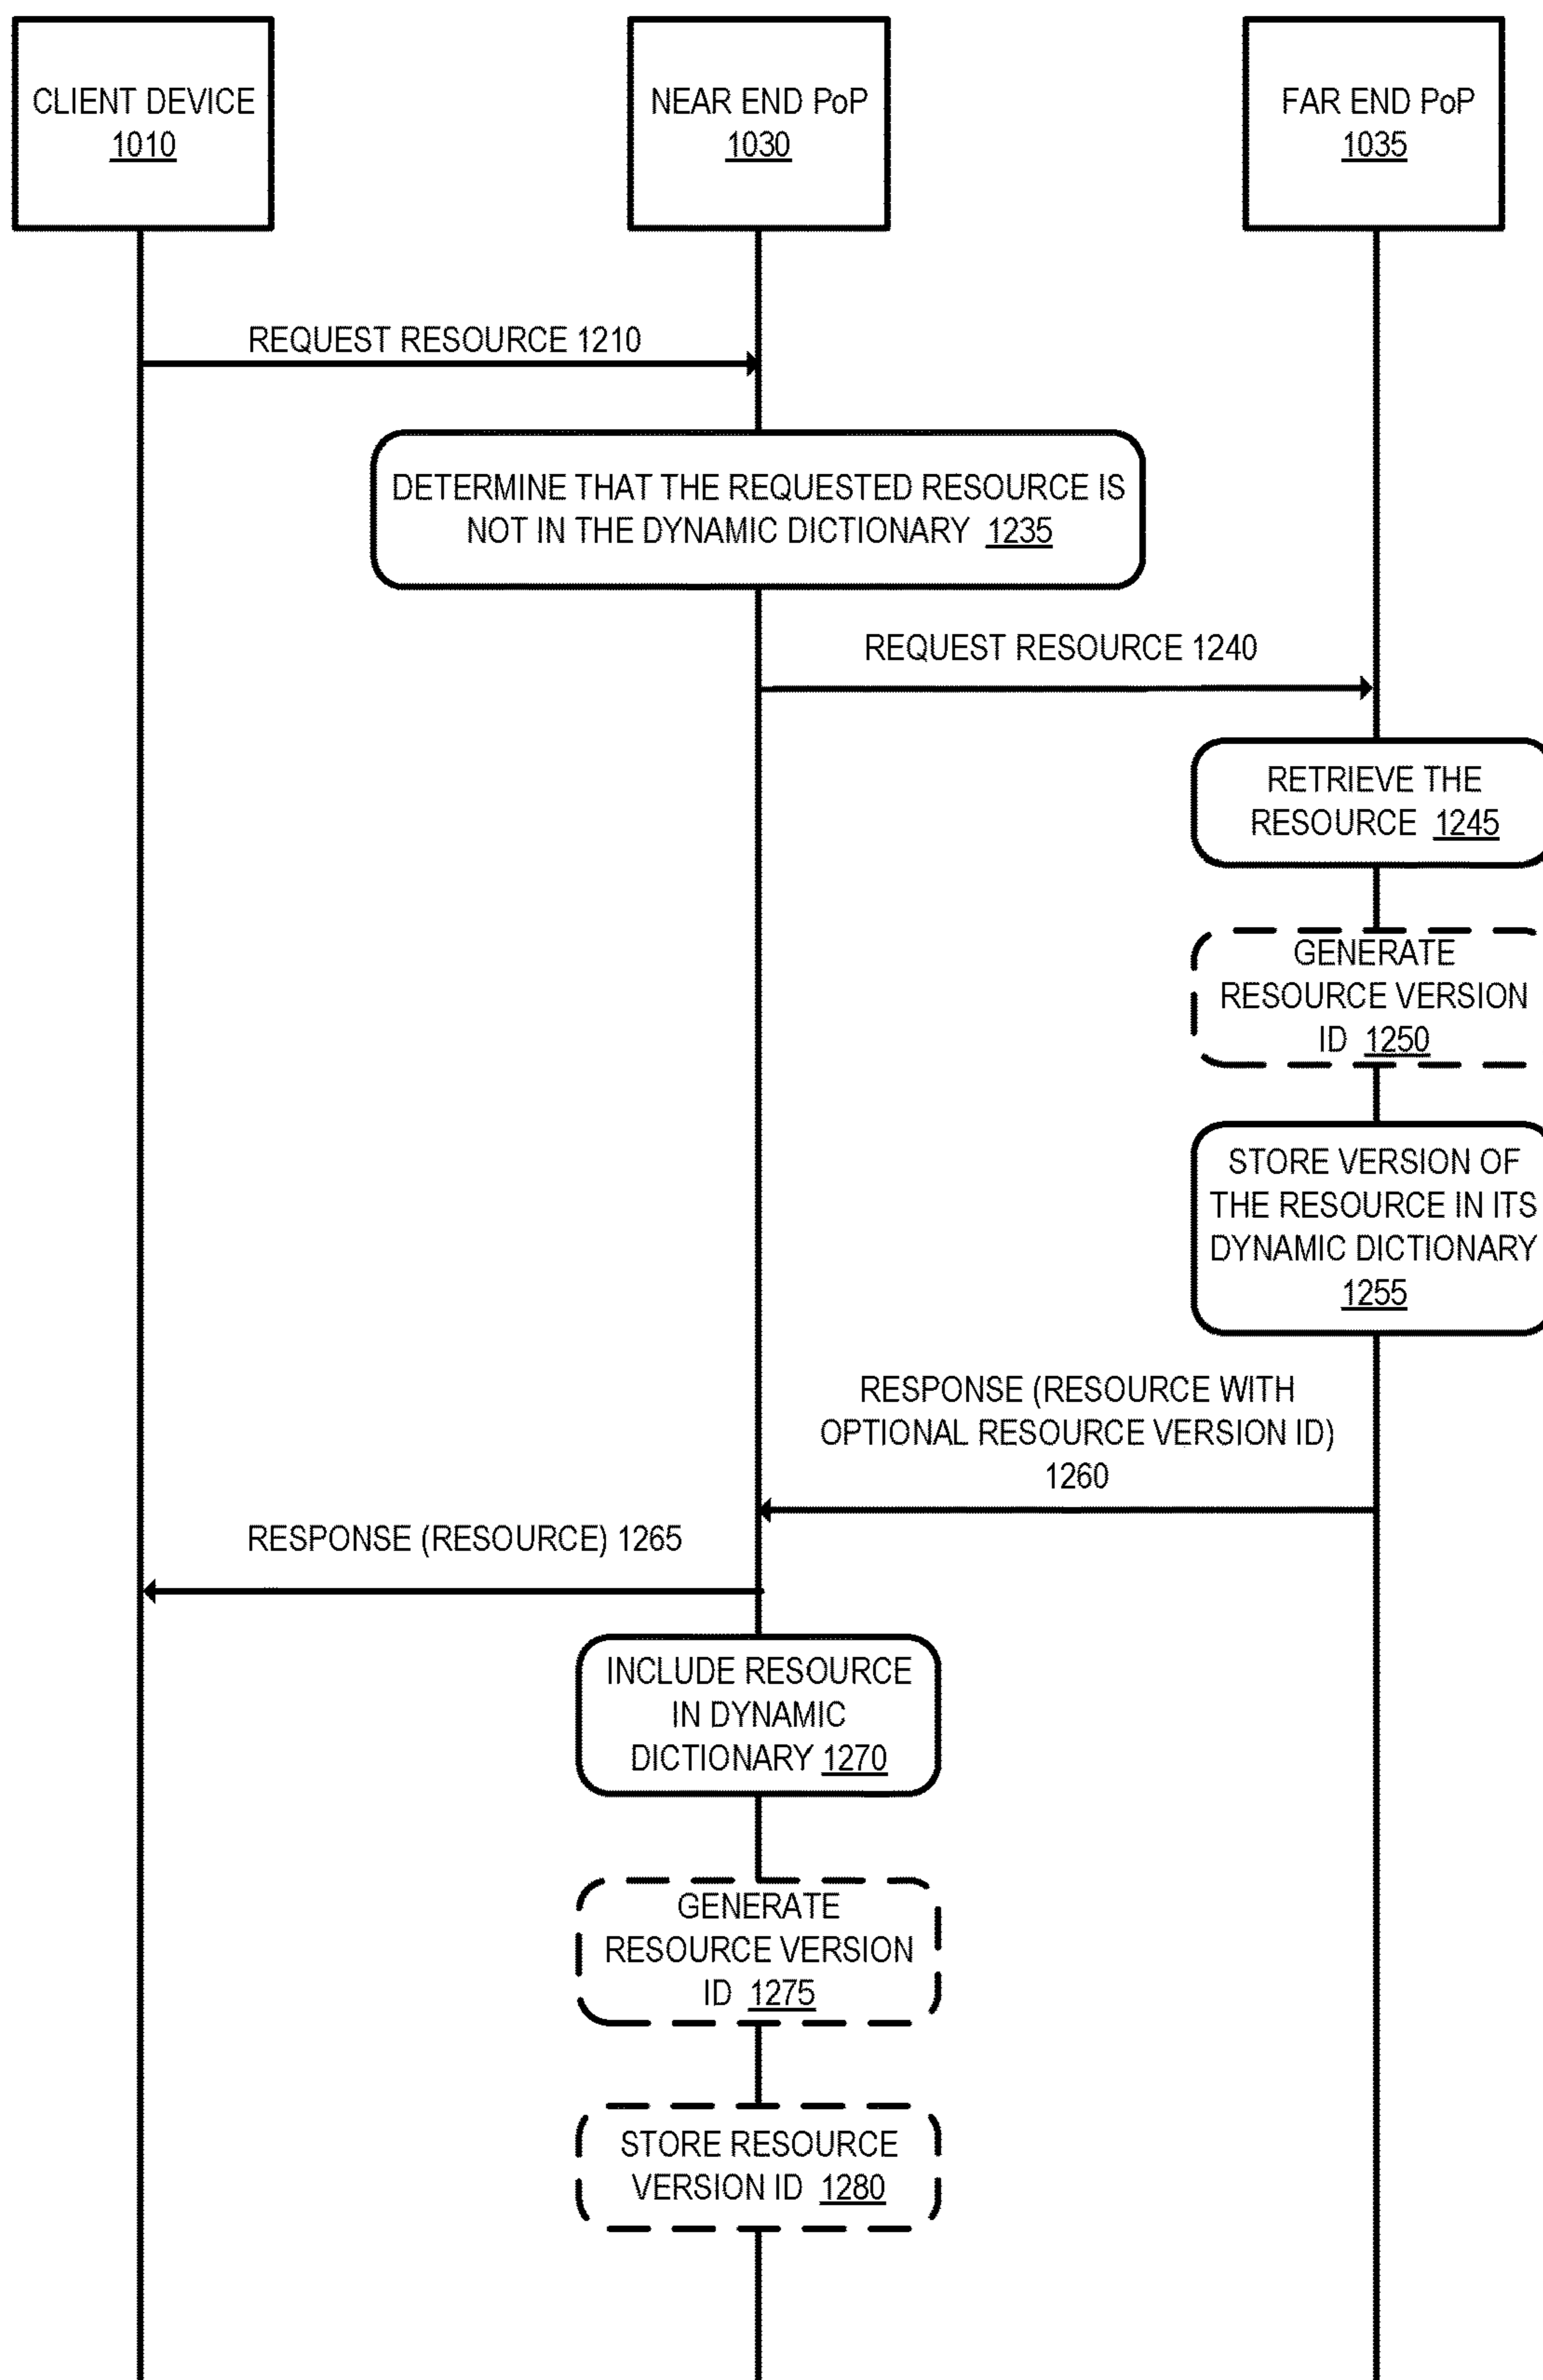 CLIENT DEVICE
1010
NEAR END PoP
1030
FAR END PoP
1035
REQUEST RESOURCE 1210
DETERMINE THAT THE REQUESTED RESOURCE IS
NOT IN THE DYNAMIC DICTIONARY 1235
REQUEST RESOURCE 1240
RETRIEVE THE
RESOURCE 1245
GENERATE
RESOURCE VERSION
ID 1250
STORE VERSION OF
THE RESOURCE IN ITS
DYNAMIC DICTIONARY
1255
RESPONSE (RESOURCE WITH
OPTIONAL RESOURCE VERSION ID)
1260
RESPONSE (RESOURCE) 1265
INCLUDE RESOURCE
IN DYNAMIC
DICTIONARY 1270
GENERATE
RESOURCE VERSION
ID 1275
STORE RESOURCE
VERSION ID 1280